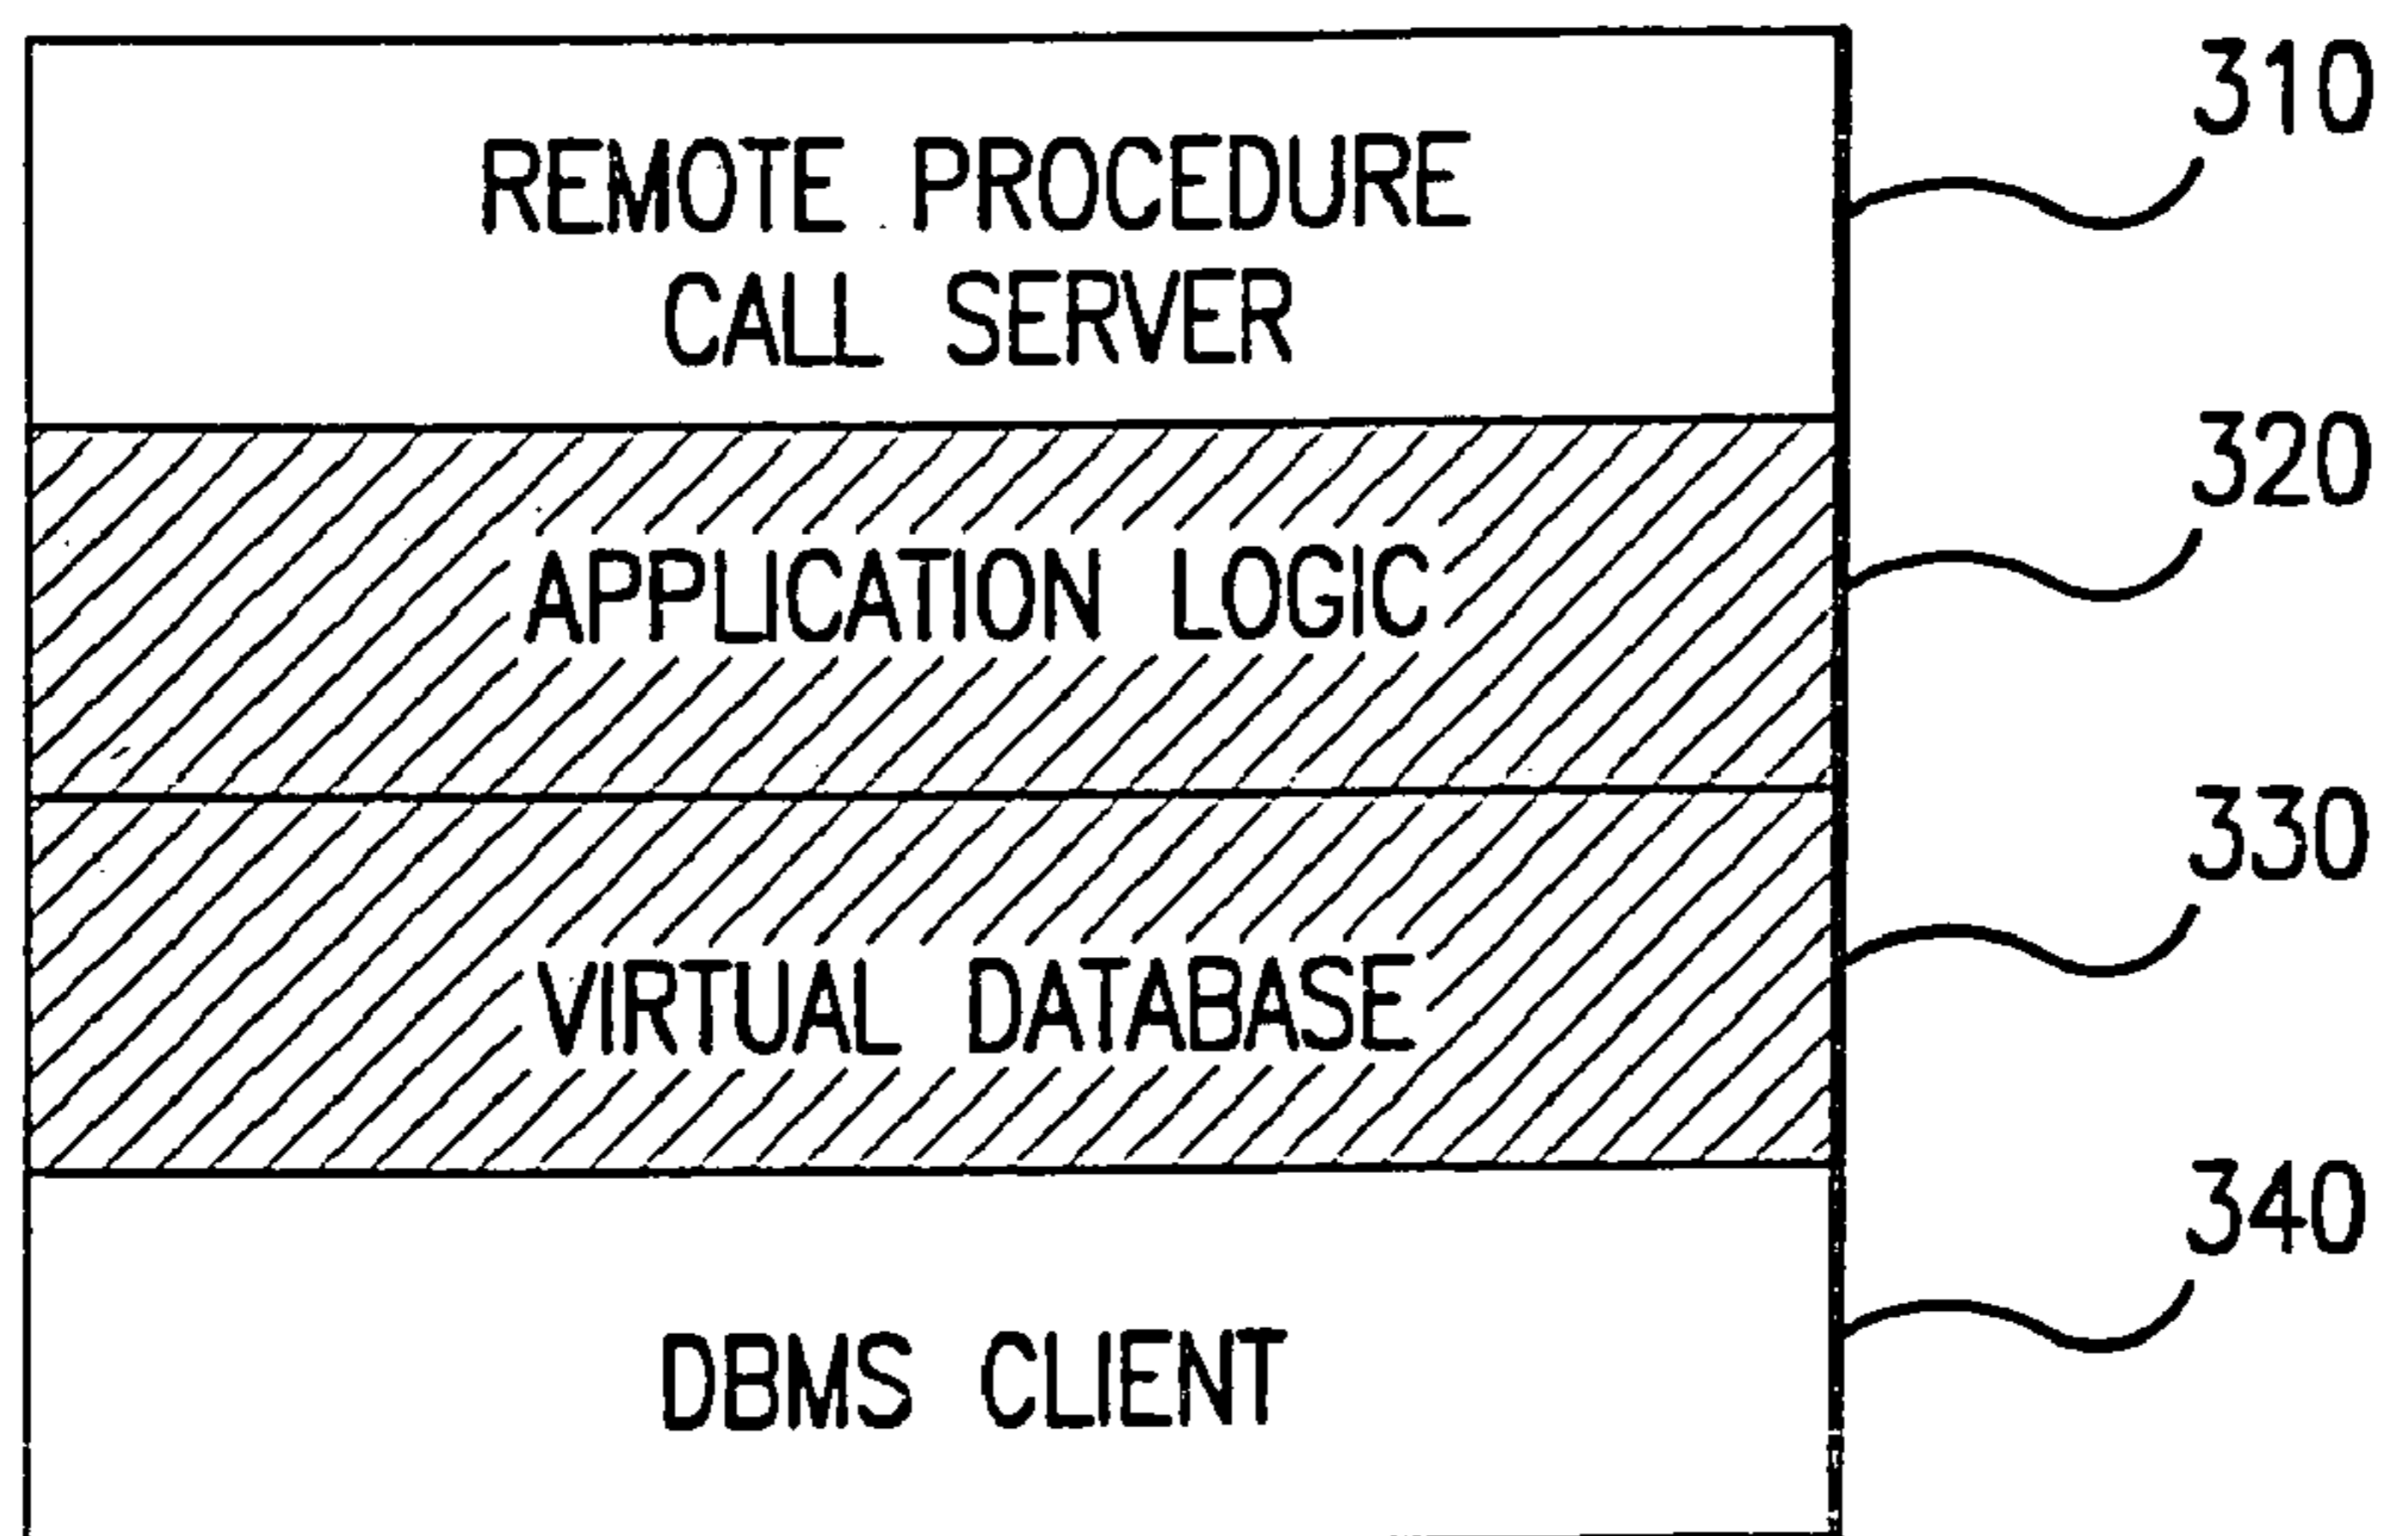 REMOTE PROCEDURE
CALL SERVER
310
APPLICATION LOGIC
320
VIRTUAL DATABASE
330
DBMS CLIENT
340